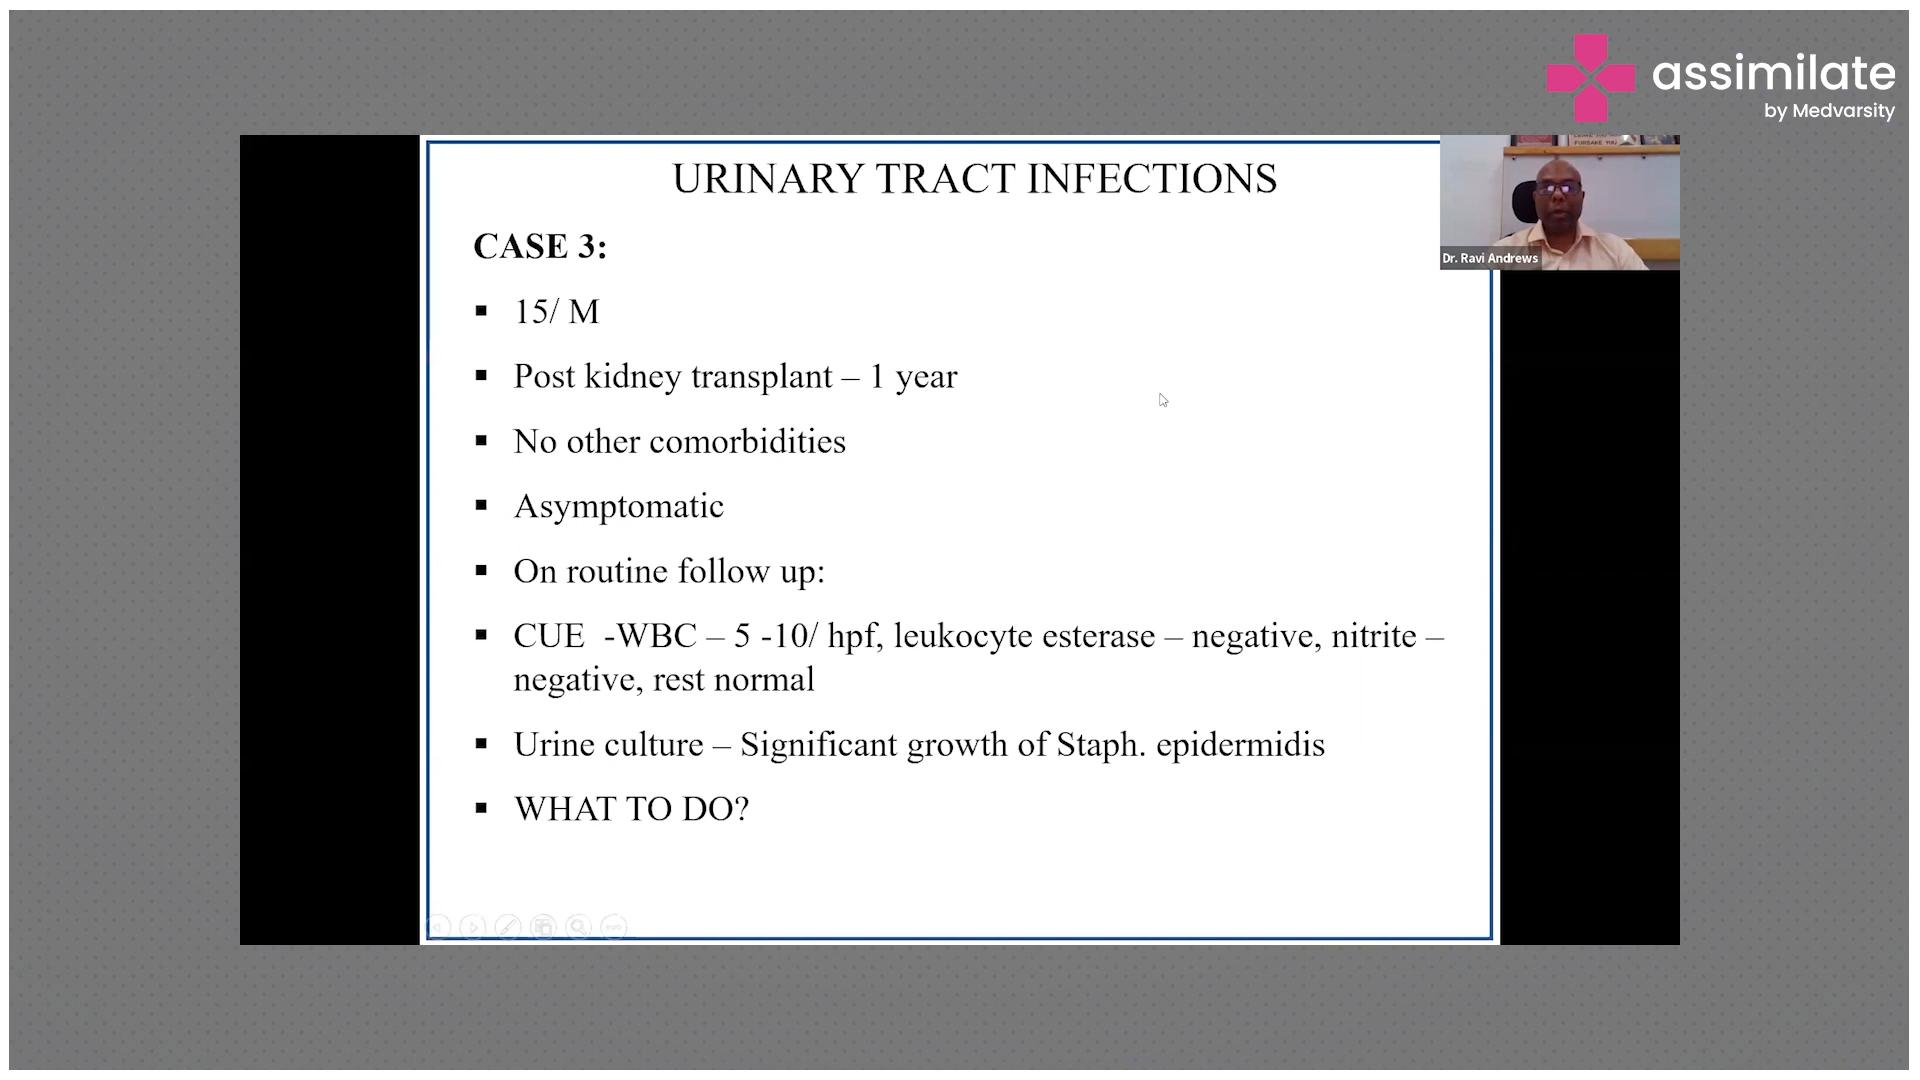 assimilate
by Medvarsity
URINARY TRACT INFECTIONS
FORSAKE YOU
Dr. Ravi Andrews
CASE 3:
▪ 15/ M
▪ Post kidney transplant – 1 year
▪ No other comorbidities
▪ Asymptomatic
▪ On routine follow up:
▪ CUE -WBC – 5 -10/ hpf, leukocyte esterase – negative, nitrite –
negative, rest normal
▪ Urine culture – Significant growth of Staph. epidermidis
▪ WHAT TO DO?